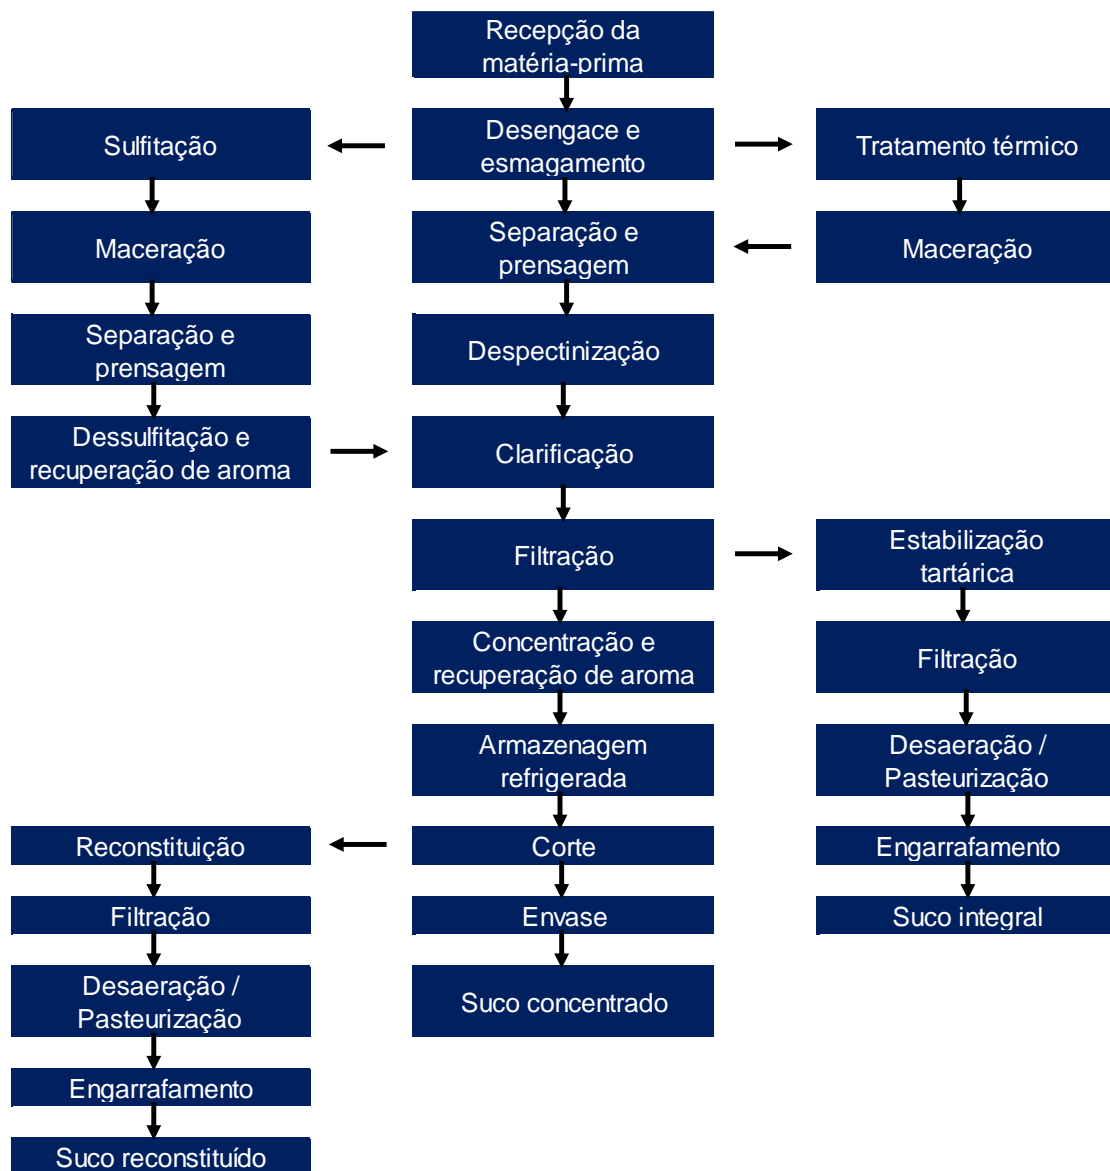 Recepção da
matéria-prima
Sulfitação
Desengace e
esmagamento
Tratamento térmico
Maceração
Separação e
prensagem
Maceração
Separação e
prensagem
Despectinização
Dessulfitação e
recuperação de aroma
Clarificação
Filtração
Estabilização
tartárica
Concentração e
recuperação de aroma
Filtração
Armazenagem
refrigerada
Desaeração /
Pasteurização
Reconstituição
Corte
Engarrafamento
Filtração
Envase
Suco integral
Desaeração /
Pasteurização
Suco concentrado
Engarrafamento
Suco reconstituído